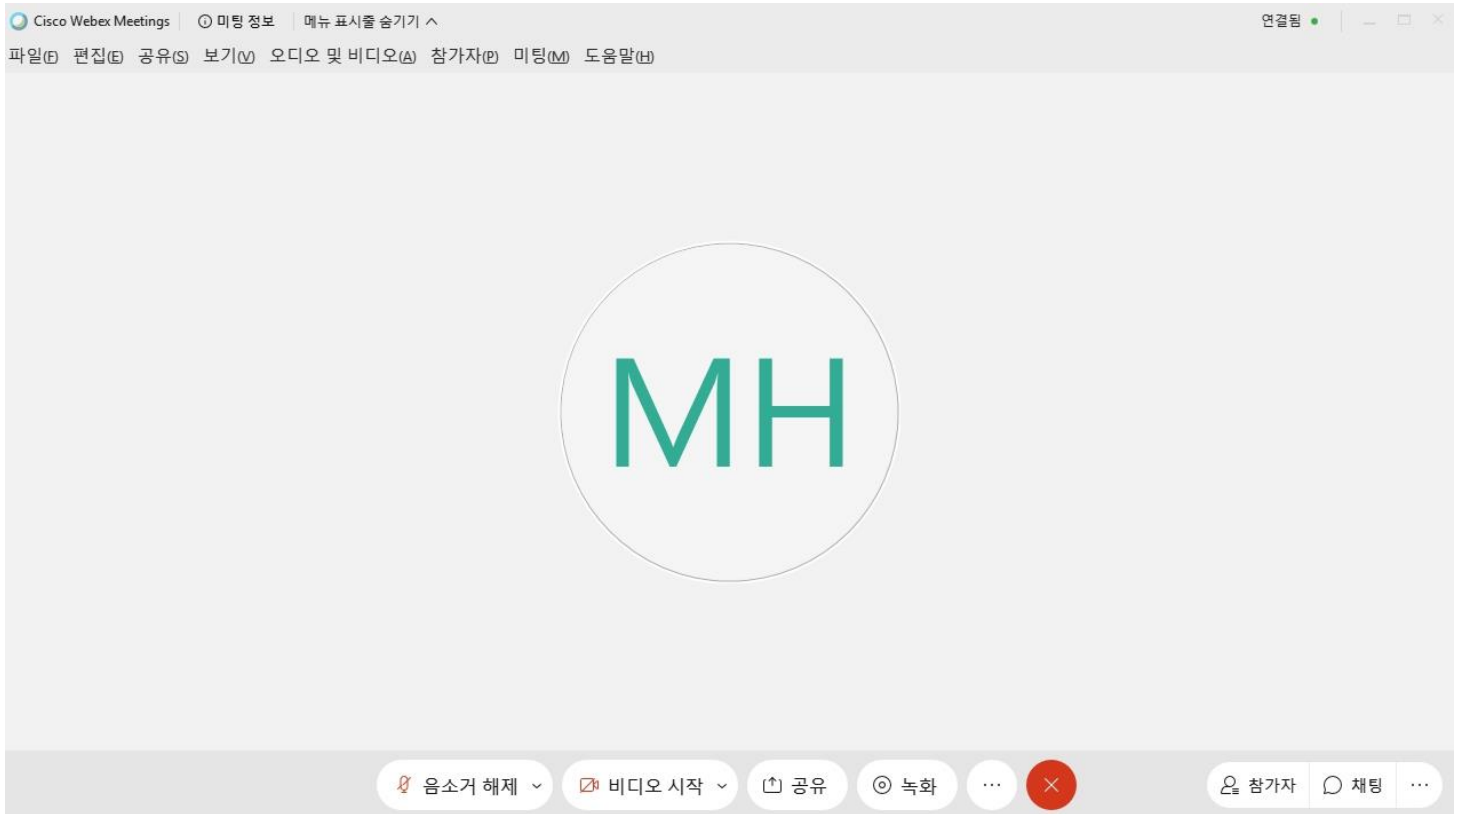 Cisco Webex Meetings 미팅 정보 메뉴 표시줄 숨기기 연결됨
파일(F) 편집(E) 공유(S) 보기(V) 오디오 및 비디오(A) 참가자(P) 미팅(M) 도움말(H)
MH
음소거 해제 비디오 시작 공유 녹화 ... 참가자 채팅 ...